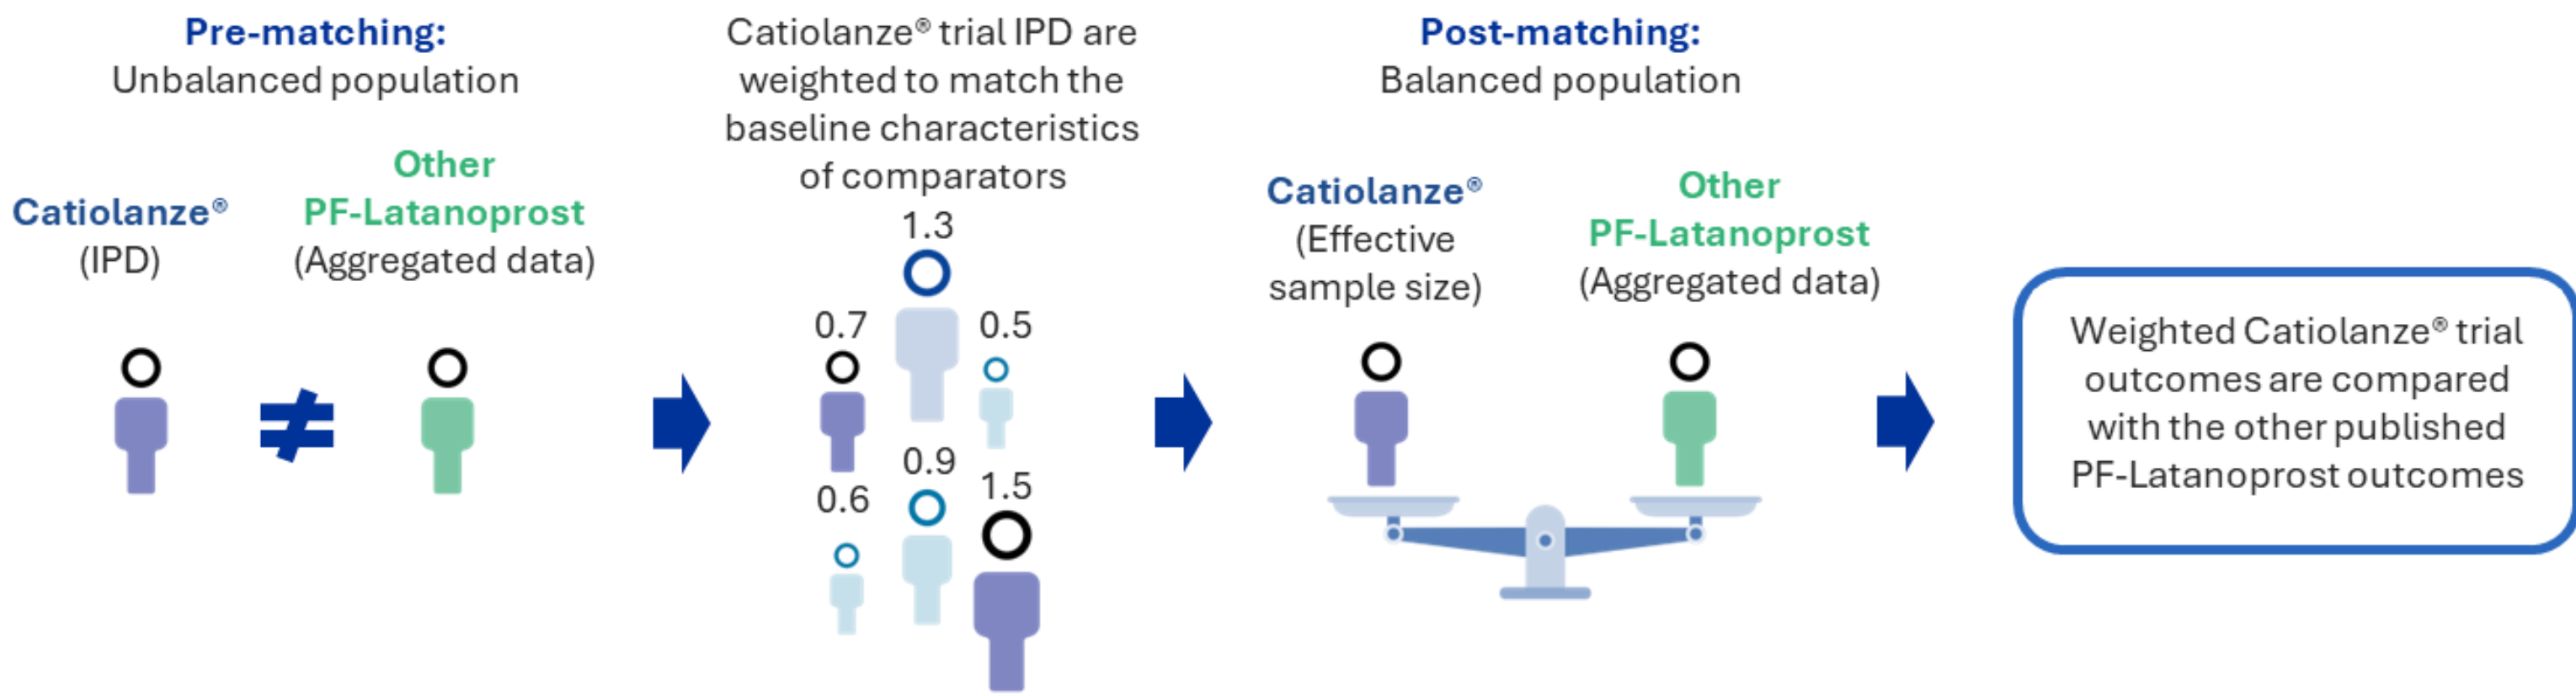 Pre-matching:
Unbalanced population
Catiolanze®
(IPD)
Other
PF-Latanoprost
(Aggregated data)
Catiolanze® trial IPD are
weighted to match the
baseline characteristics
of comparators
1.3
0.7
0.5
0.9
0.6
1.5
Post-matching:
Balanced population
Catiolanze®
(Effective
sample size)
Other
PF-Latanoprost
(Aggregated data)
Weighted Catiolanze® trial
outcomes are compared
with the other published
PF-Latanoprost outcomes